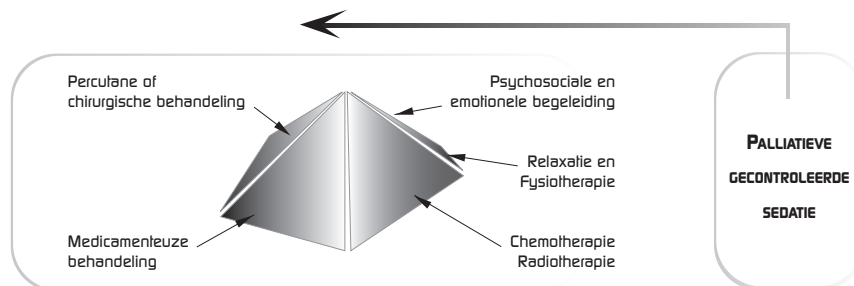 Percutane of
chirurgische behandeling
Psychosociale en
emotionele begeleiding
Relaxatie en
Fysiotherapie
Medicamenteuze
behandeling
Chemotherapie
Radiotherapie
PALLIATIEVE
GECONTROLEERDE
SEDATIE